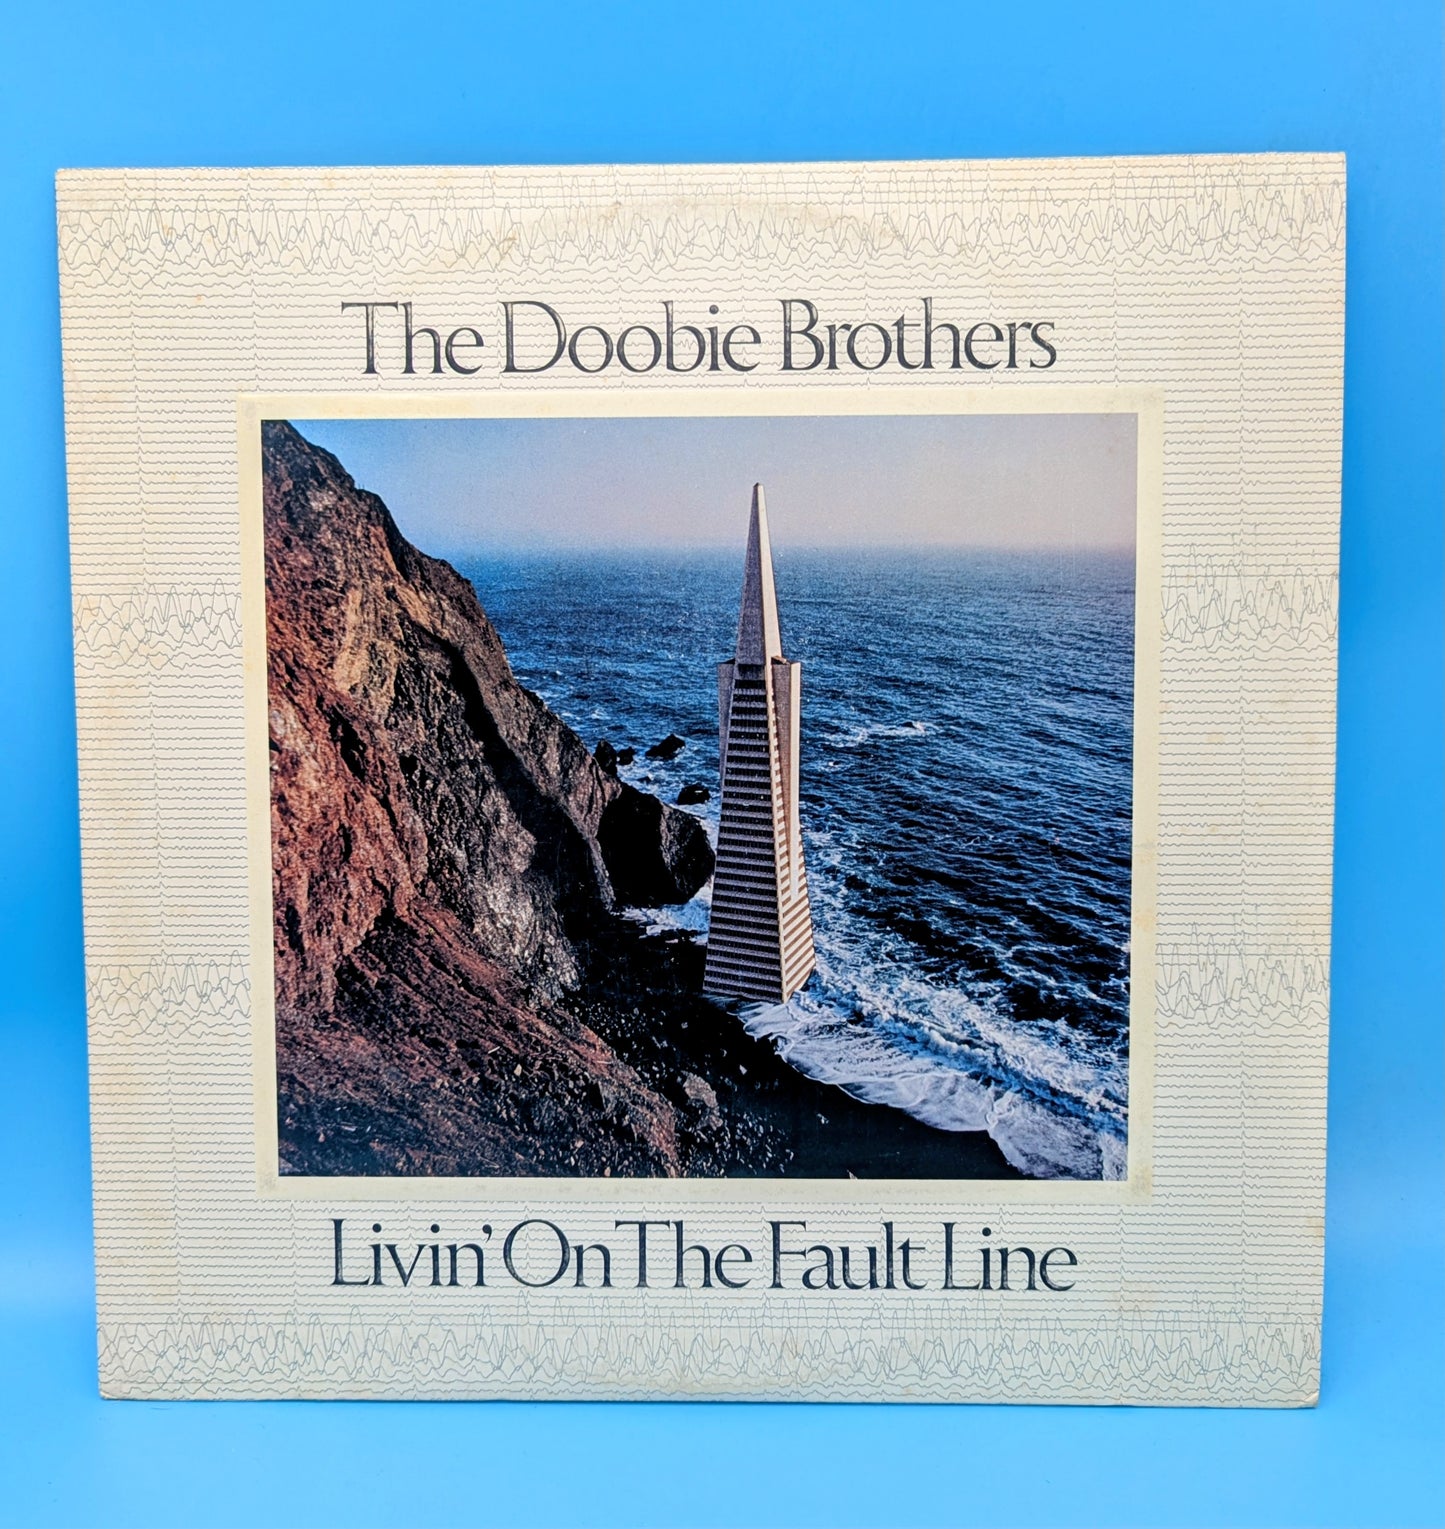 The Doobie Brothers
Livin' On The Fault Line